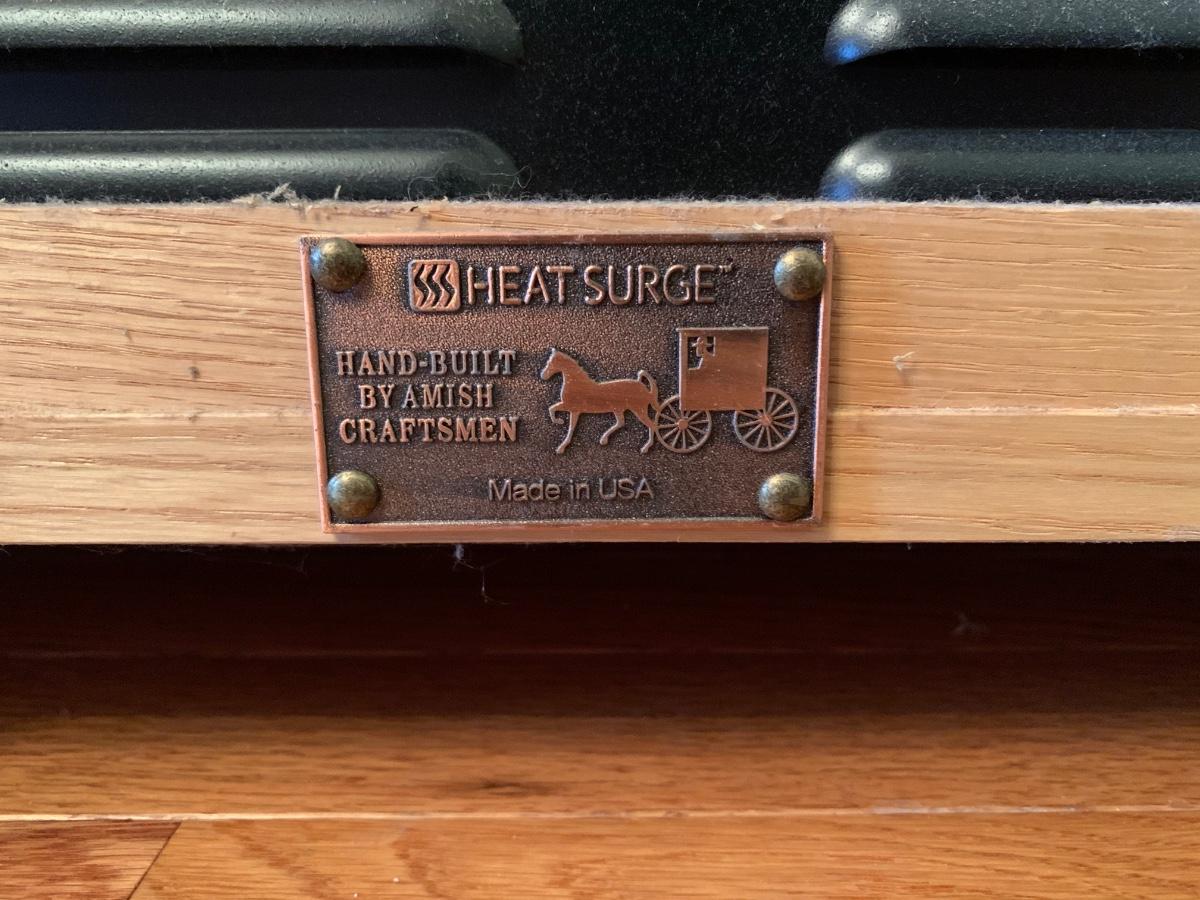 HEAT SURGE™
HAND-BUILT
BY AMISH
CRAFTSMEN
Made in USA